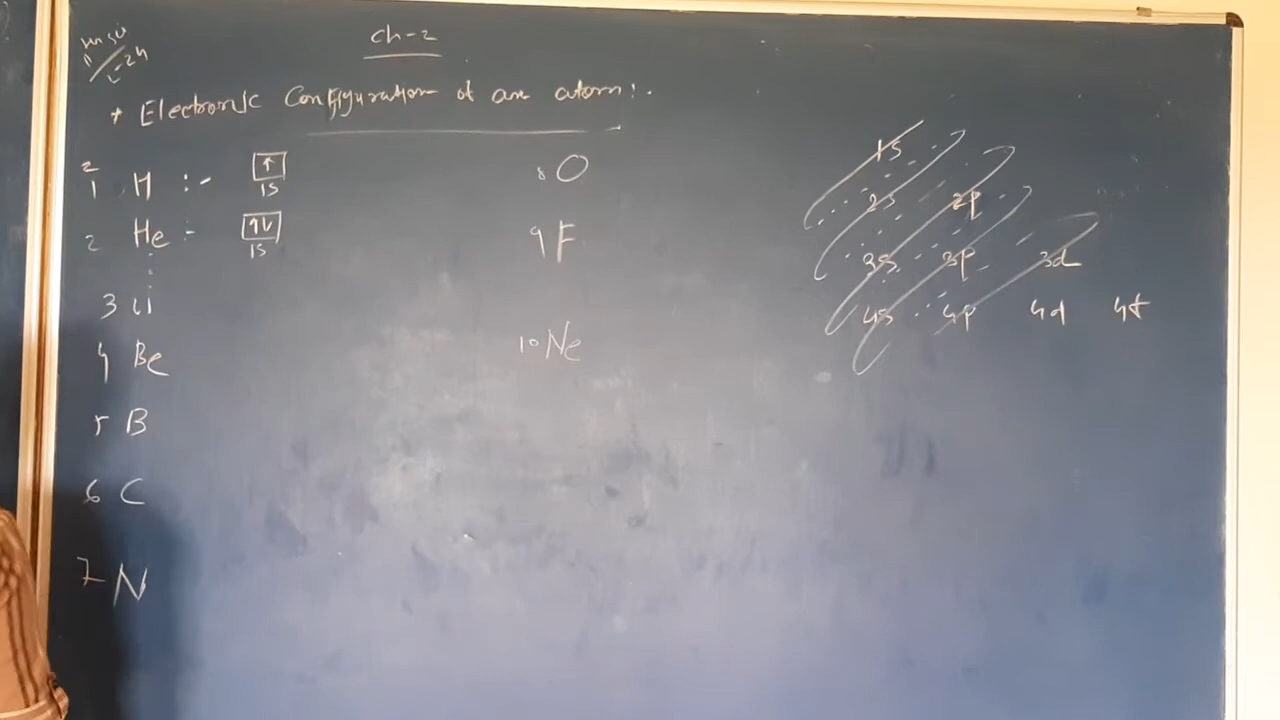 ch-2
* Electronic Configuration of an atom:.
2
1 H :- ↑
1S
2 He :- ↑↓
1S
3 Li
4 Be
5 B
6 C
7 N
8 O
9 F
10 Ne
1S
2S 2p
3S 3p 3d
4S 4p 4d 4f